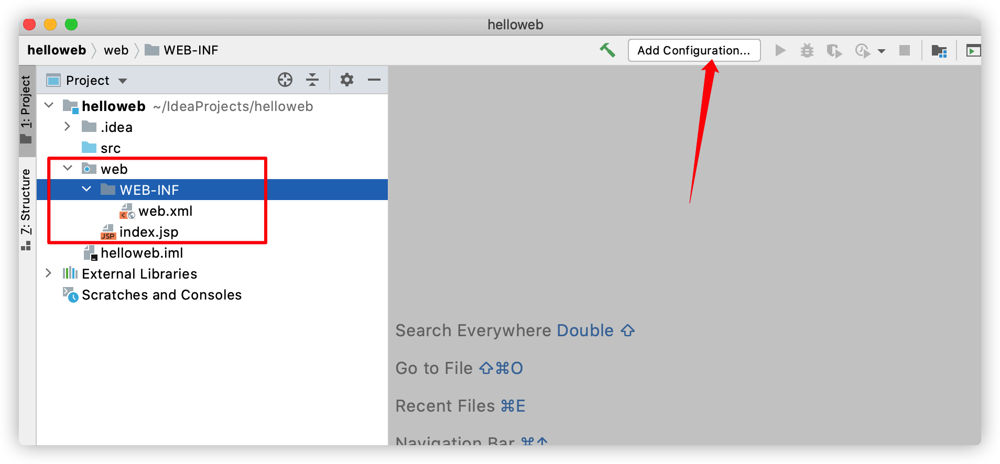 helloweb
helloweb web WEB-INF
Add Configuration...
1: Project
7: Structure
Project
helloweb ~/IdeaProjects/helloweb
.idea
src
web
WEB-INF
web.xml
JSP index.jsp
helloweb.iml
External Libraries
Scratches and Consoles
Search Everywhere Double ⇧
Go to File ⇧⌘O
Recent Files ⌘E
Navigation Bar ⌘↑